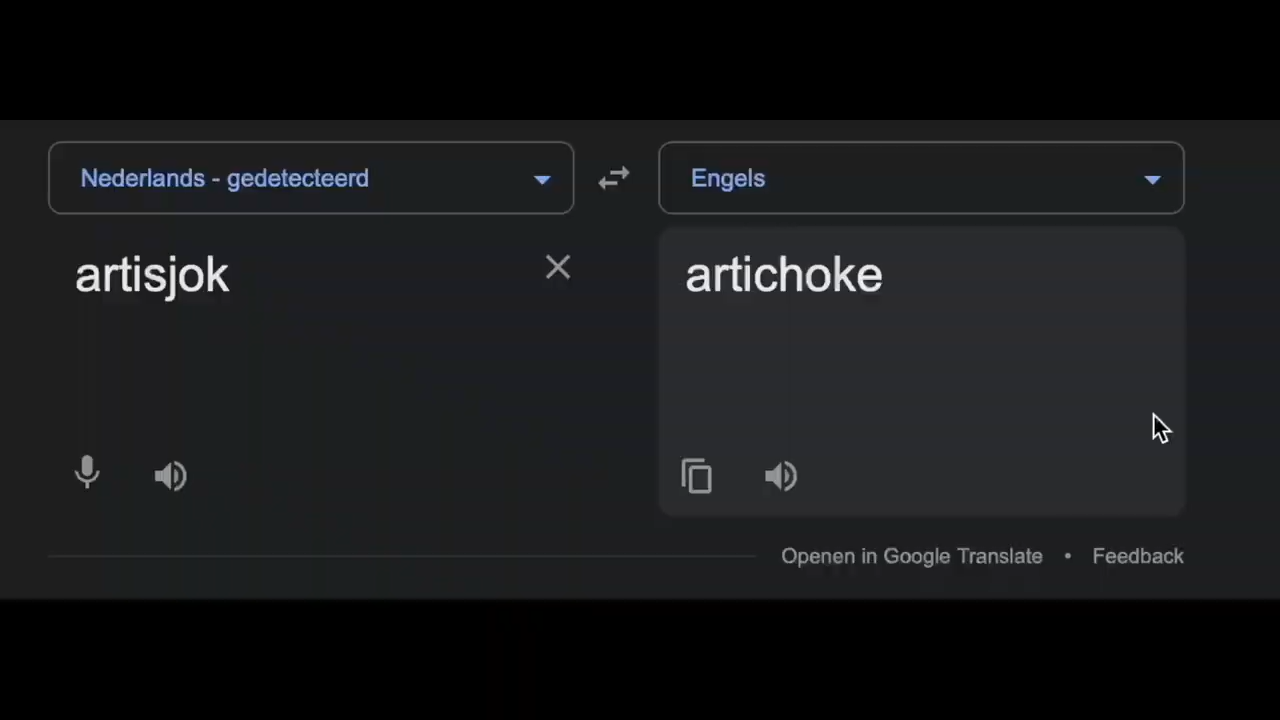 Nederlands - gedetecteerd
Engels
artisjok
artichoke
Openen in Google Translate • Feedback